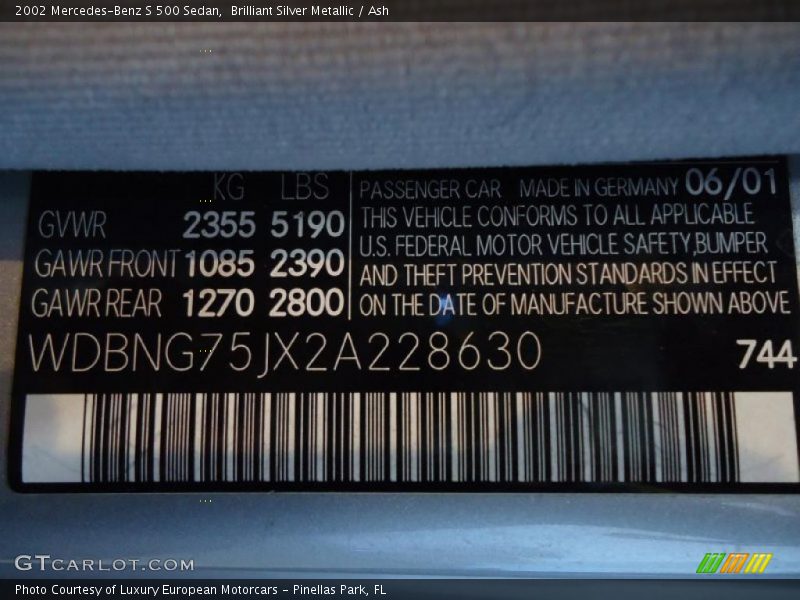 2002 Mercedes-Benz S 500 Sedan, Brilliant Silver Metallic / Ash
KG LBS
GVWR 2355 5190
GAWR FRONT 1085 2390
GAWR REAR 1270 2800
PASSENGER CAR MADE IN GERMANY 06/01
THIS VEHICLE CONFORMS TO ALL APPLICABLE
U.S. FEDERAL MOTOR VEHICLE SAFETY,BUMPER
AND THEFT PREVENTION STANDARDS IN EFFECT
ON THE DATE OF MANUFACTURE SHOWN ABOVE
WDBNG75JX2A228630 744
GTCARLOT.COM
Photo Courtesy of Luxury European Motorcars - Pinellas Park, FL